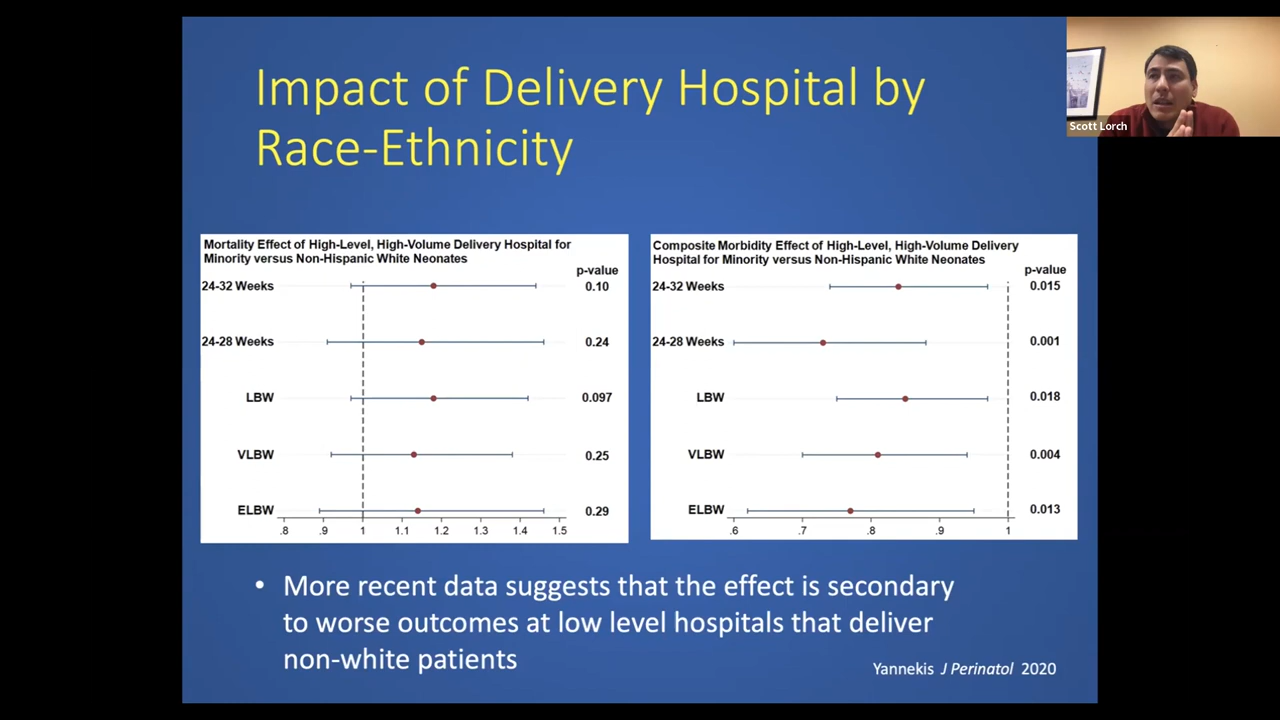 Impact of Delivery Hospital by
Race-Ethnicity
Scott Lorch
Mortality Effect of High-Level, High-Volume Delivery Hospital for
Minority versus Non-Hispanic White Neonates
p-value
24-32 Weeks 0.10
24-28 Weeks 0.24
LBW 0.097
VLBW 0.25
ELBW 0.29
.8 .9 1 1.1 1.2 1.3 1.4 1.5
Composite Morbidity Effect of High-Level, High-Volume Delivery
Hospital for Minority versus Non-Hispanic White Neonates
p-value
24-32 Weeks 0.015
24-28 Weeks 0.001
LBW 0.018
VLBW 0.004
ELBW 0.013
.6 .7 .8 .9 1
• More recent data suggests that the effect is secondary
to worse outcomes at low level hospitals that deliver
non-white patients
Yannekis J Perinatol 2020